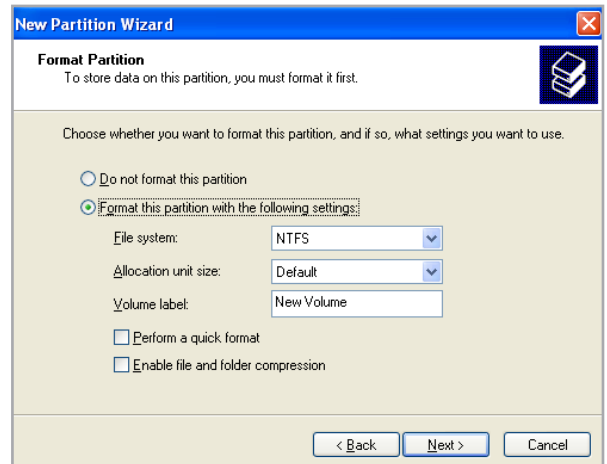 New Partition Wizard
Format Partition
To store data on this partition, you must format it first.
Choose whether you want to format this partition, and if so, what settings you want to use.
Do not format this partition
Format this partition with the following settings:
File system: NTFS
Allocation unit size: Default
Volume label: New Volume
Perform a quick format
Enable file and folder compression
< Back Next > Cancel